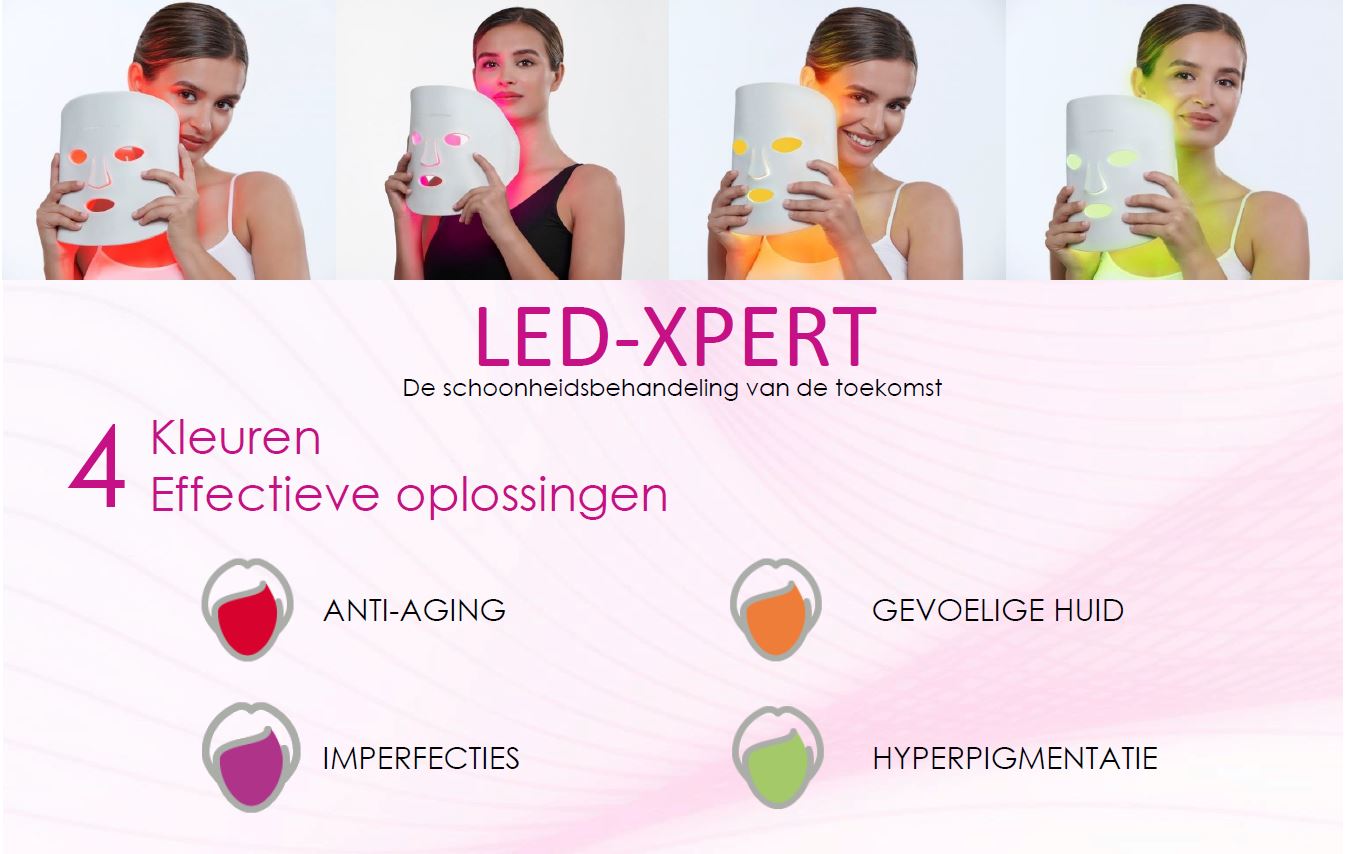 LED-XPERT
De schoonheidsbehandeling van de toekomst
4
Kleuren
Effectieve oplossingen
ANTI-AGING
GEVOELIGE HUID
IMPERFECTIES
HYPERPIGMENTATIE